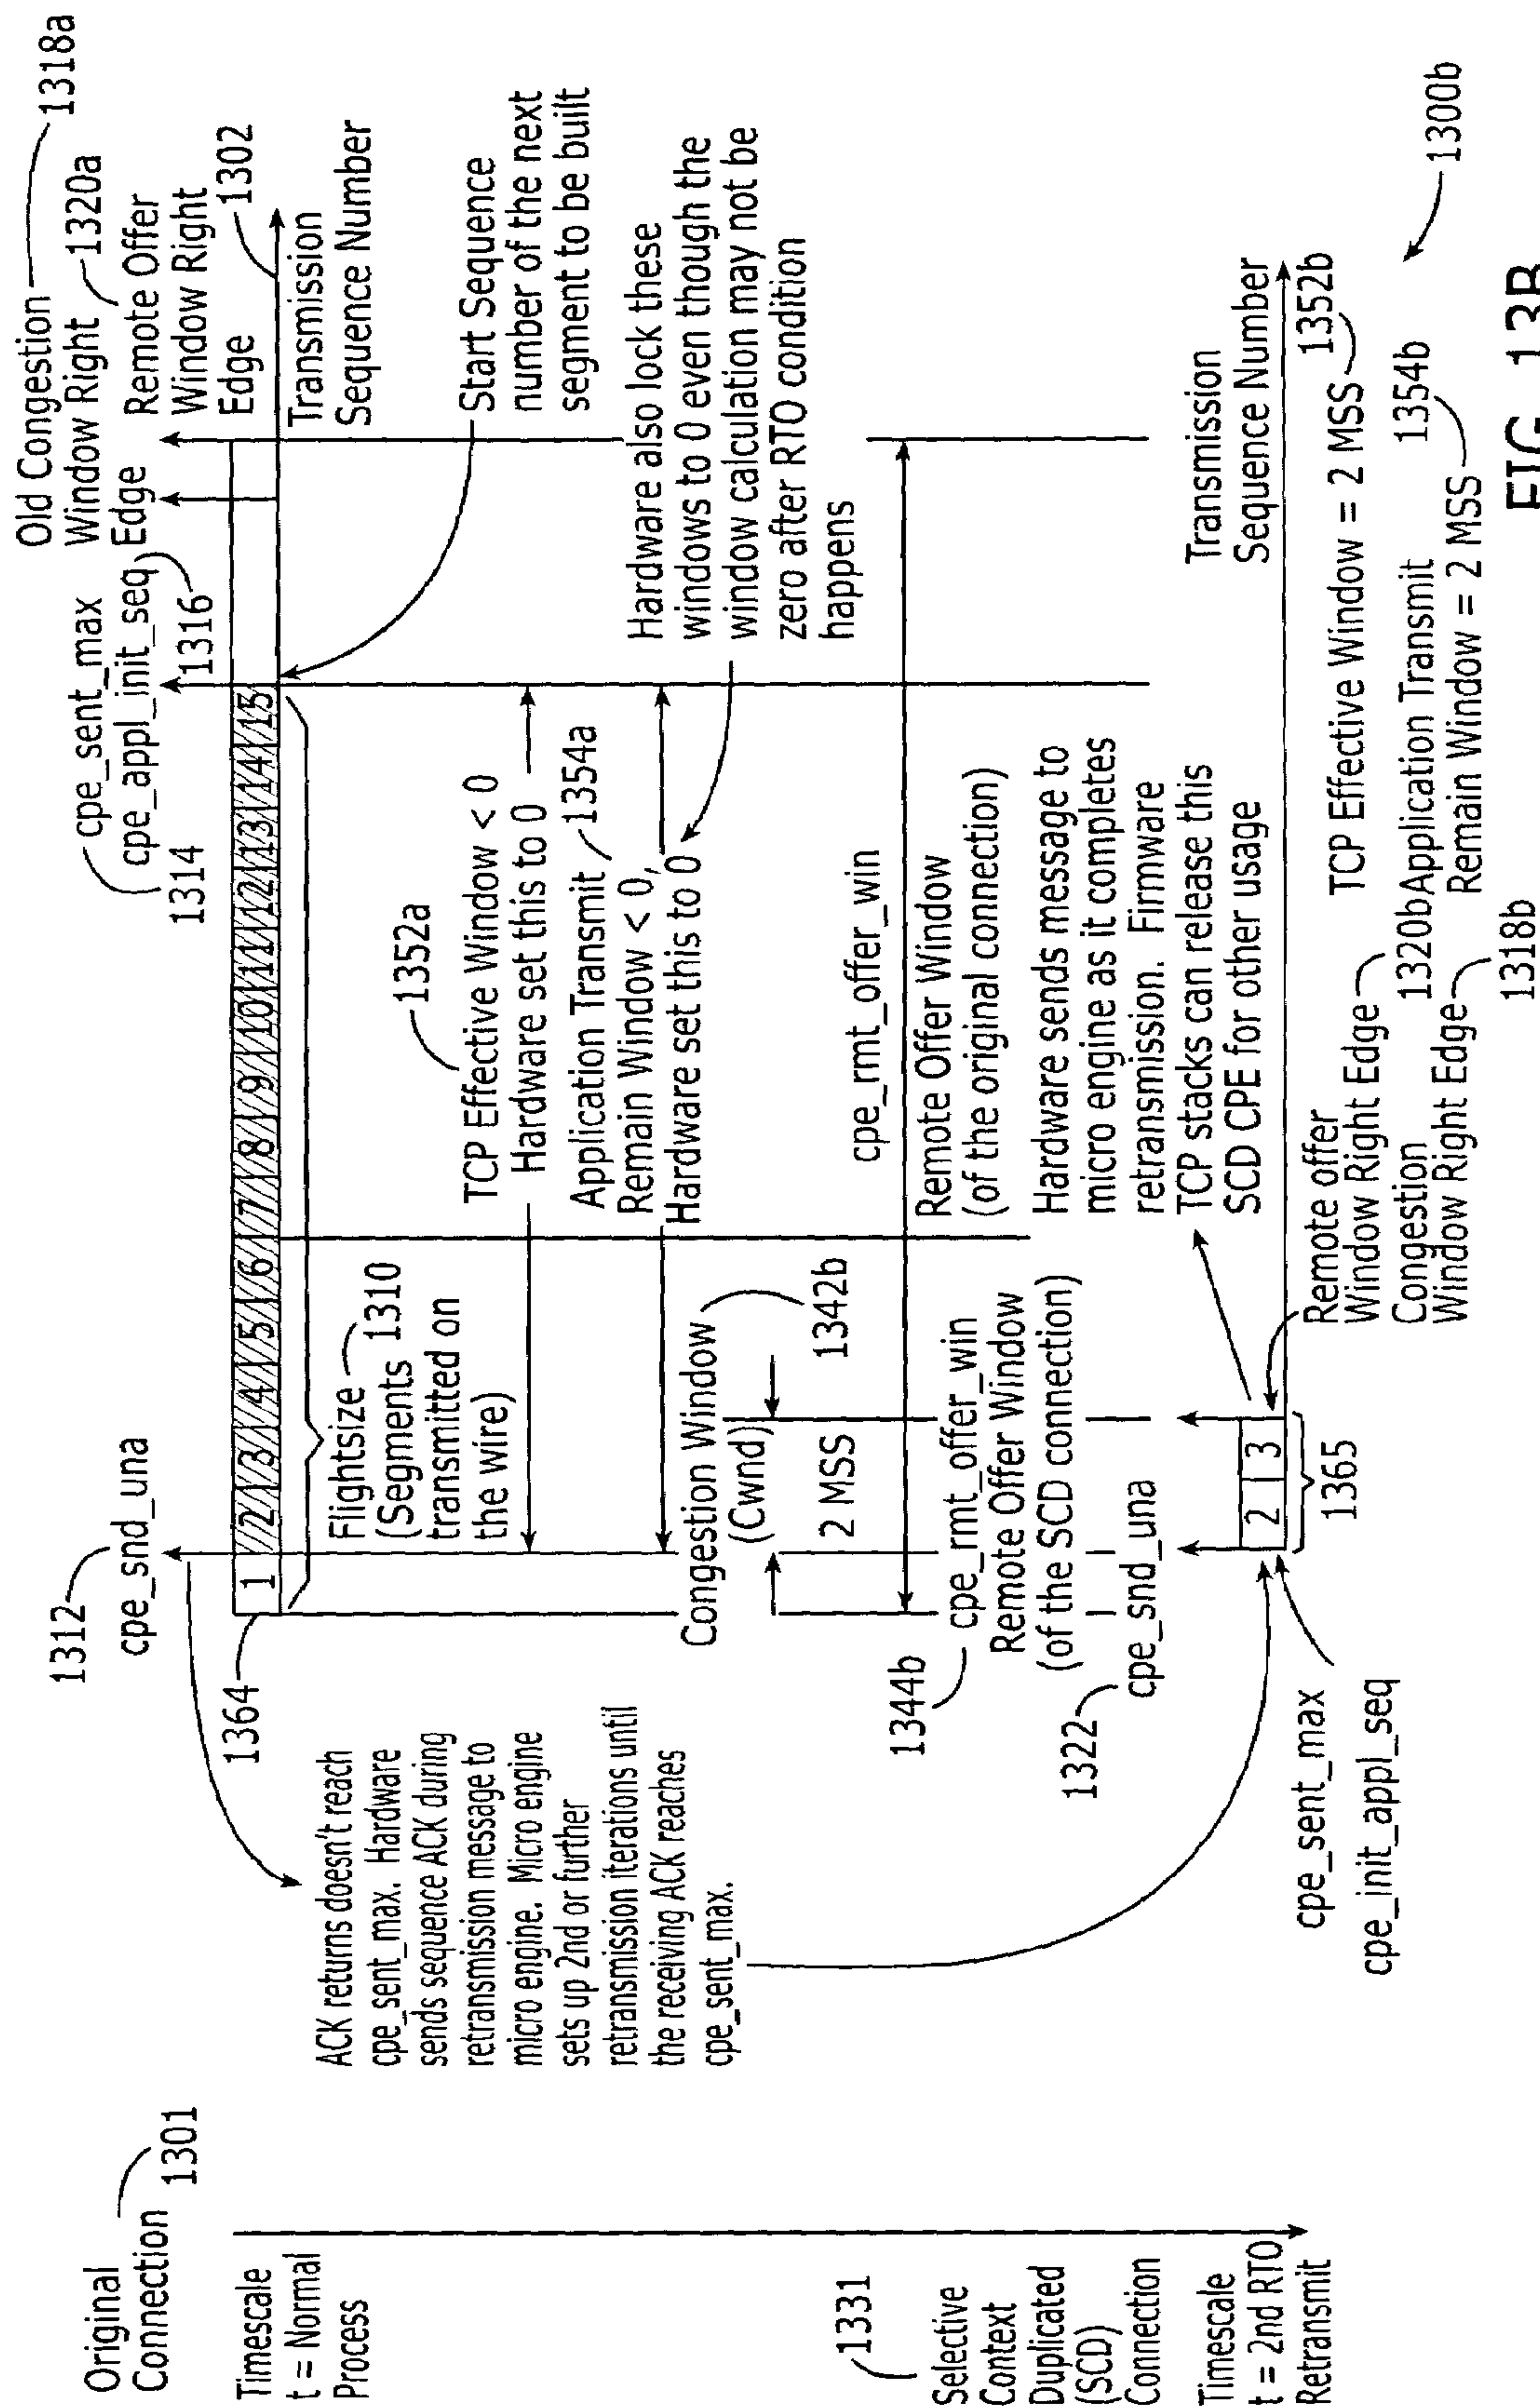 Original
Connection
1301
Timescale
t = Normal
Process
1312
cpe_snd_una
1364
1
2
3
4
5
6
7
8
9
10
11
12
13
14
15
1314
cpe_sent_max
cpe_appl_init_seq
1316
Old Congestion
Window Right
Edge
1318a
1320a
Remote Offer
Window Right
Edge
1302
Transmission
Sequence Number
ACK returns doesn't reach
cpe_sent_max. Hardware
sends sequence ACK during
retransmission message to
micro engine. Micro engine
sets up 2nd or further
retransmission iterations until
the receiving ACK reaches
cpe_sent_max.
Flightsize
(Segments
transmitted on
the wire)
1310
1352a
TCP Effective Window < 0
Hardware set this to 0
Application Transmit
Remain Window < 0,
Hardware set this to 0
1354a
Start Sequence
number of the next
segment to be built
Hardware also lock these
windows to 0 even though the
window calculation may not be
zero after RTO condition
happens
Congestion Window
(Cwnd)
1342b
2 MSS
cpe_rmt_offer_win
Remote Offer Window
(of the original connection)
1344b
cpe_rmt_offer_win
Remote Offer Window
(of the SCD connection)
1322
cpe_snd_una
Hardware sends message to
micro engine as it completes
retransmission. Firmware
TCP stacks can release this
SCD CPE for other usage
1331
Selective
Context
Duplicated
(SCD)
Connection
Timescale
t = 2nd RTO
Retransmit
2
3
1365
cpe_sent_max
cpe_init_appl_seq
Remote offer
Window Right Edge
1320b
Congestion
Window Right Edge
1318b
Transmission
Sequence Number
TCP Effective Window = 2 MSS
1352b
Application Transmit
Remain Window = 2 MSS
1354b
1300b
FIG. 13B